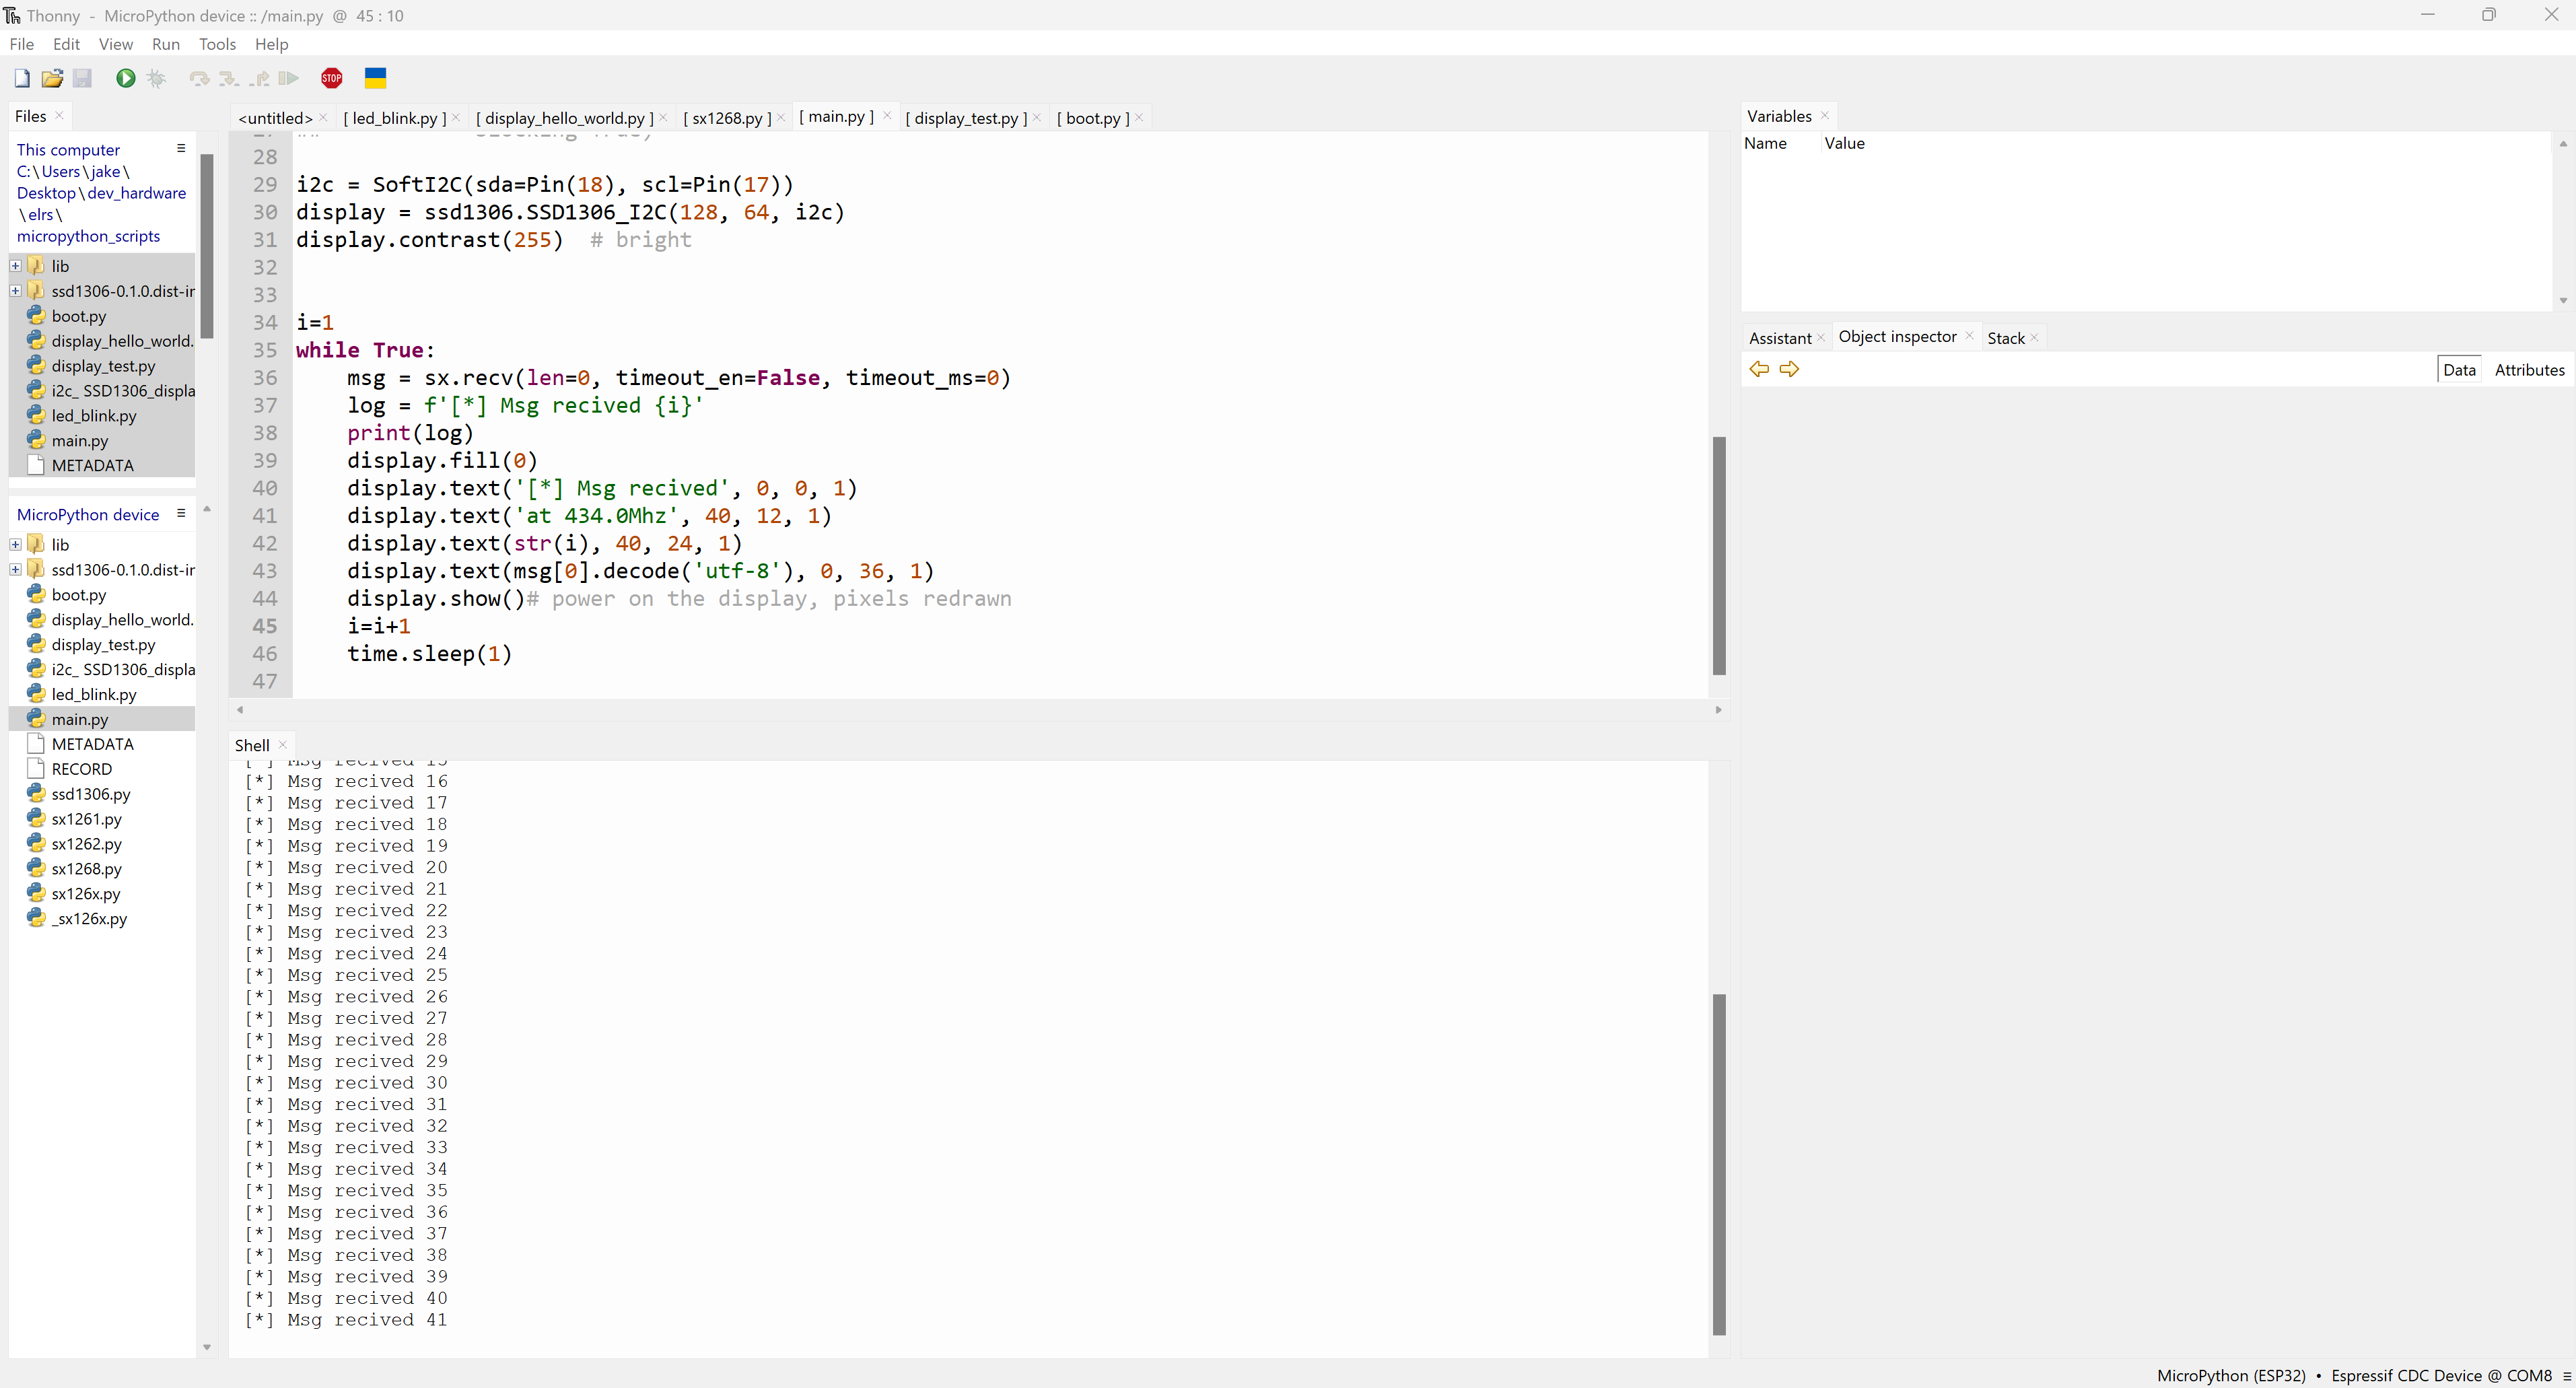 Thonny - MicroPython device :: /main.py @ 45 : 10
File Edit View Run Tools Help
STOP
Files
This computer
C:\Users\jake\
Desktop\dev_hardware
\elrs\
micropython_scripts
lib
ssd1306-0.1.0.dist-ir
boot.py
display_hello_world.
display_test.py
i2c_ SSD1306_displa
led_blink.py
main.py
METADATA
MicroPython device
lib
ssd1306-0.1.0.dist-ir
boot.py
display_hello_world.
display_test.py
i2c_ SSD1306_displa
led_blink.py
main.py
METADATA
RECORD
ssd1306.py
sx1261.py
sx1262.py
sx1268.py
sx126x.py
_sx126x.py
<untitled> [ led_blink.py ] [ display_hello_world.py ] [ sx1268.py ] [ main.py ] [ display_test.py ] [ boot.py ]
28
29 i2c = SoftI2C(sda=Pin(18), scl=Pin(17))
30 display = ssd1306.SSD1306_I2C(128, 64, i2c)
31 display.contrast(255)  # bright
32
33
34 i=1
35 while True:
36     msg = sx.recv(len=0, timeout_en=False, timeout_ms=0)
37     log = f'[*] Msg recived {i}'
38     print(log)
39     display.fill(0)
40     display.text('[*] Msg recived', 0, 0, 1)
41     display.text('at 434.0Mhz', 40, 12, 1)
42     display.text(str(i), 40, 24, 1)
43     display.text(msg[0].decode('utf-8'), 0, 36, 1)
44     display.show()# power on the display, pixels redrawn
45     i=i+1
46     time.sleep(1)
47
Shell
[*] Msg recived 15
[*] Msg recived 16
[*] Msg recived 17
[*] Msg recived 18
[*] Msg recived 19
[*] Msg recived 20
[*] Msg recived 21
[*] Msg recived 22
[*] Msg recived 23
[*] Msg recived 24
[*] Msg recived 25
[*] Msg recived 26
[*] Msg recived 27
[*] Msg recived 28
[*] Msg recived 29
[*] Msg recived 30
[*] Msg recived 31
[*] Msg recived 32
[*] Msg recived 33
[*] Msg recived 34
[*] Msg recived 35
[*] Msg recived 36
[*] Msg recived 37
[*] Msg recived 38
[*] Msg recived 39
[*] Msg recived 40
[*] Msg recived 41
Variables
Name Value
Assistant Object inspector Stack
Data Attributes
MicroPython (ESP32) • Espressif CDC Device @ COM8